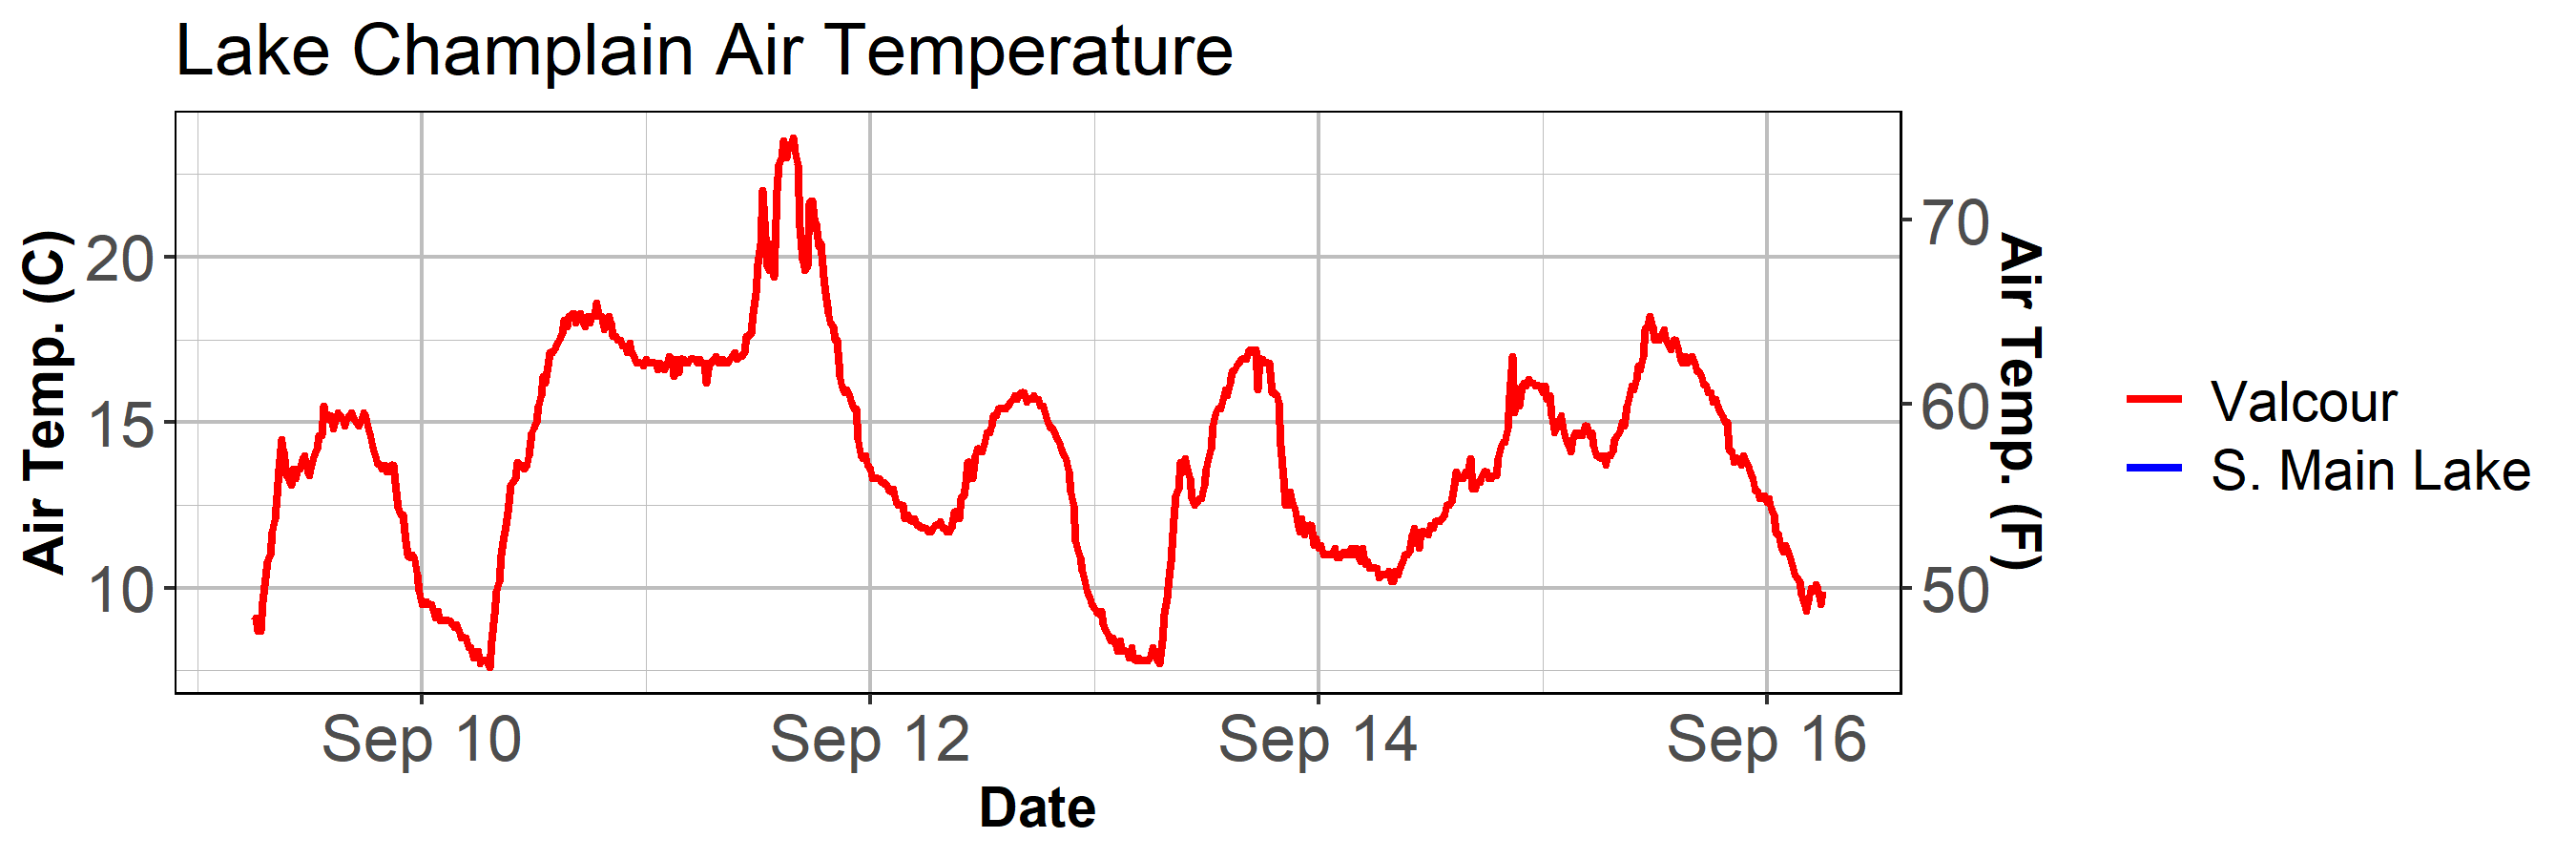 Lake Champlain Air Temperature
Air Temp. (C)
20
15
10
70
60
50
Air Temp. (F)
Sep 10
Sep 12
Sep 14
Sep 16
Date
Valcour
S. Main Lake